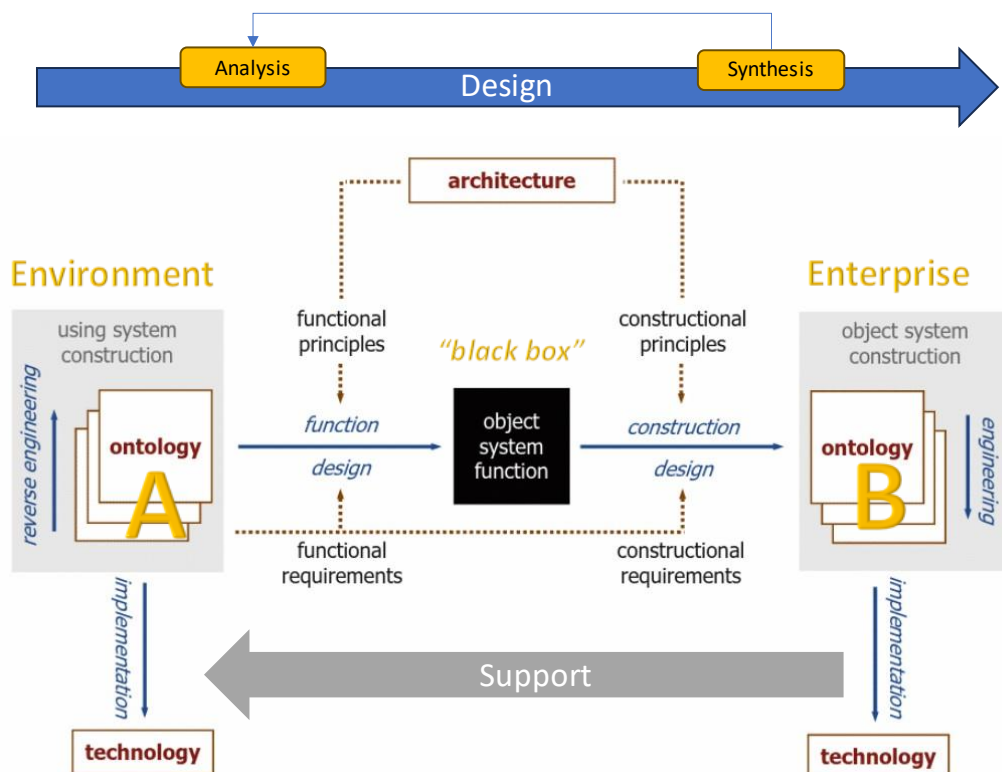 Analysis
Synthesis
Design
architecture
Environment
Enterprise
using system
construction
functional
principles
"black box"
constructional
principles
object system
construction
reverse engineering
ontology
A
function
design
object
system
function
construction
design
ontology
B
engineering
functional
requirements
constructional
requirements
implementation
Support
implementation
technology
technology